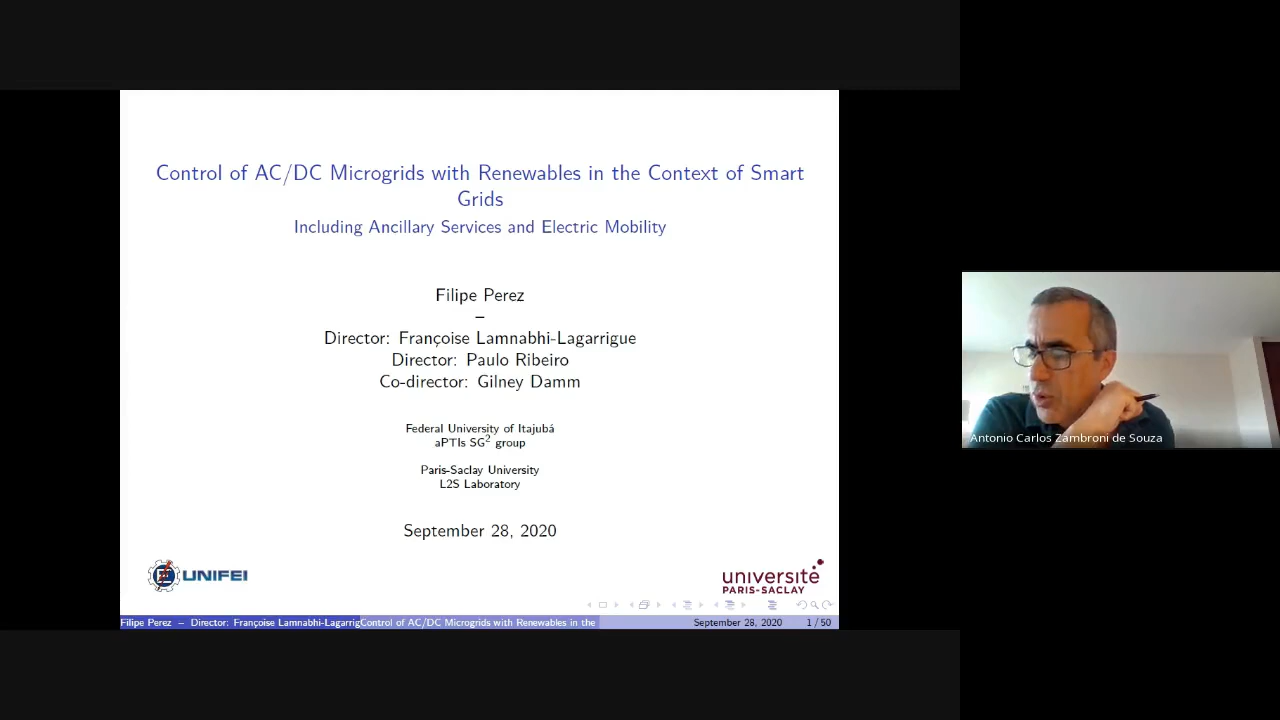 Control of AC/DC Microgrids with Renewables in the Context of Smart
Grids
Including Ancillary Services and Electric Mobility
Filipe Perez
–
Director: Françoise Lamnabhi-Lagarrigue
Director: Paulo Ribeiro
Co-director: Gilney Damm
Federal University of Itajubá
aPTIs SG² group
Paris-Saclay University
L2S Laboratory
September 28, 2020
UNIFEI
université
PARIS-SACLAY
Filipe Perez – Director: Françoise Lamnabhi-Lagarrig
Control of AC/DC Microgrids with Renewables in the
September 28, 2020
1 / 50
Antonio Carlos Zambroni de Souza